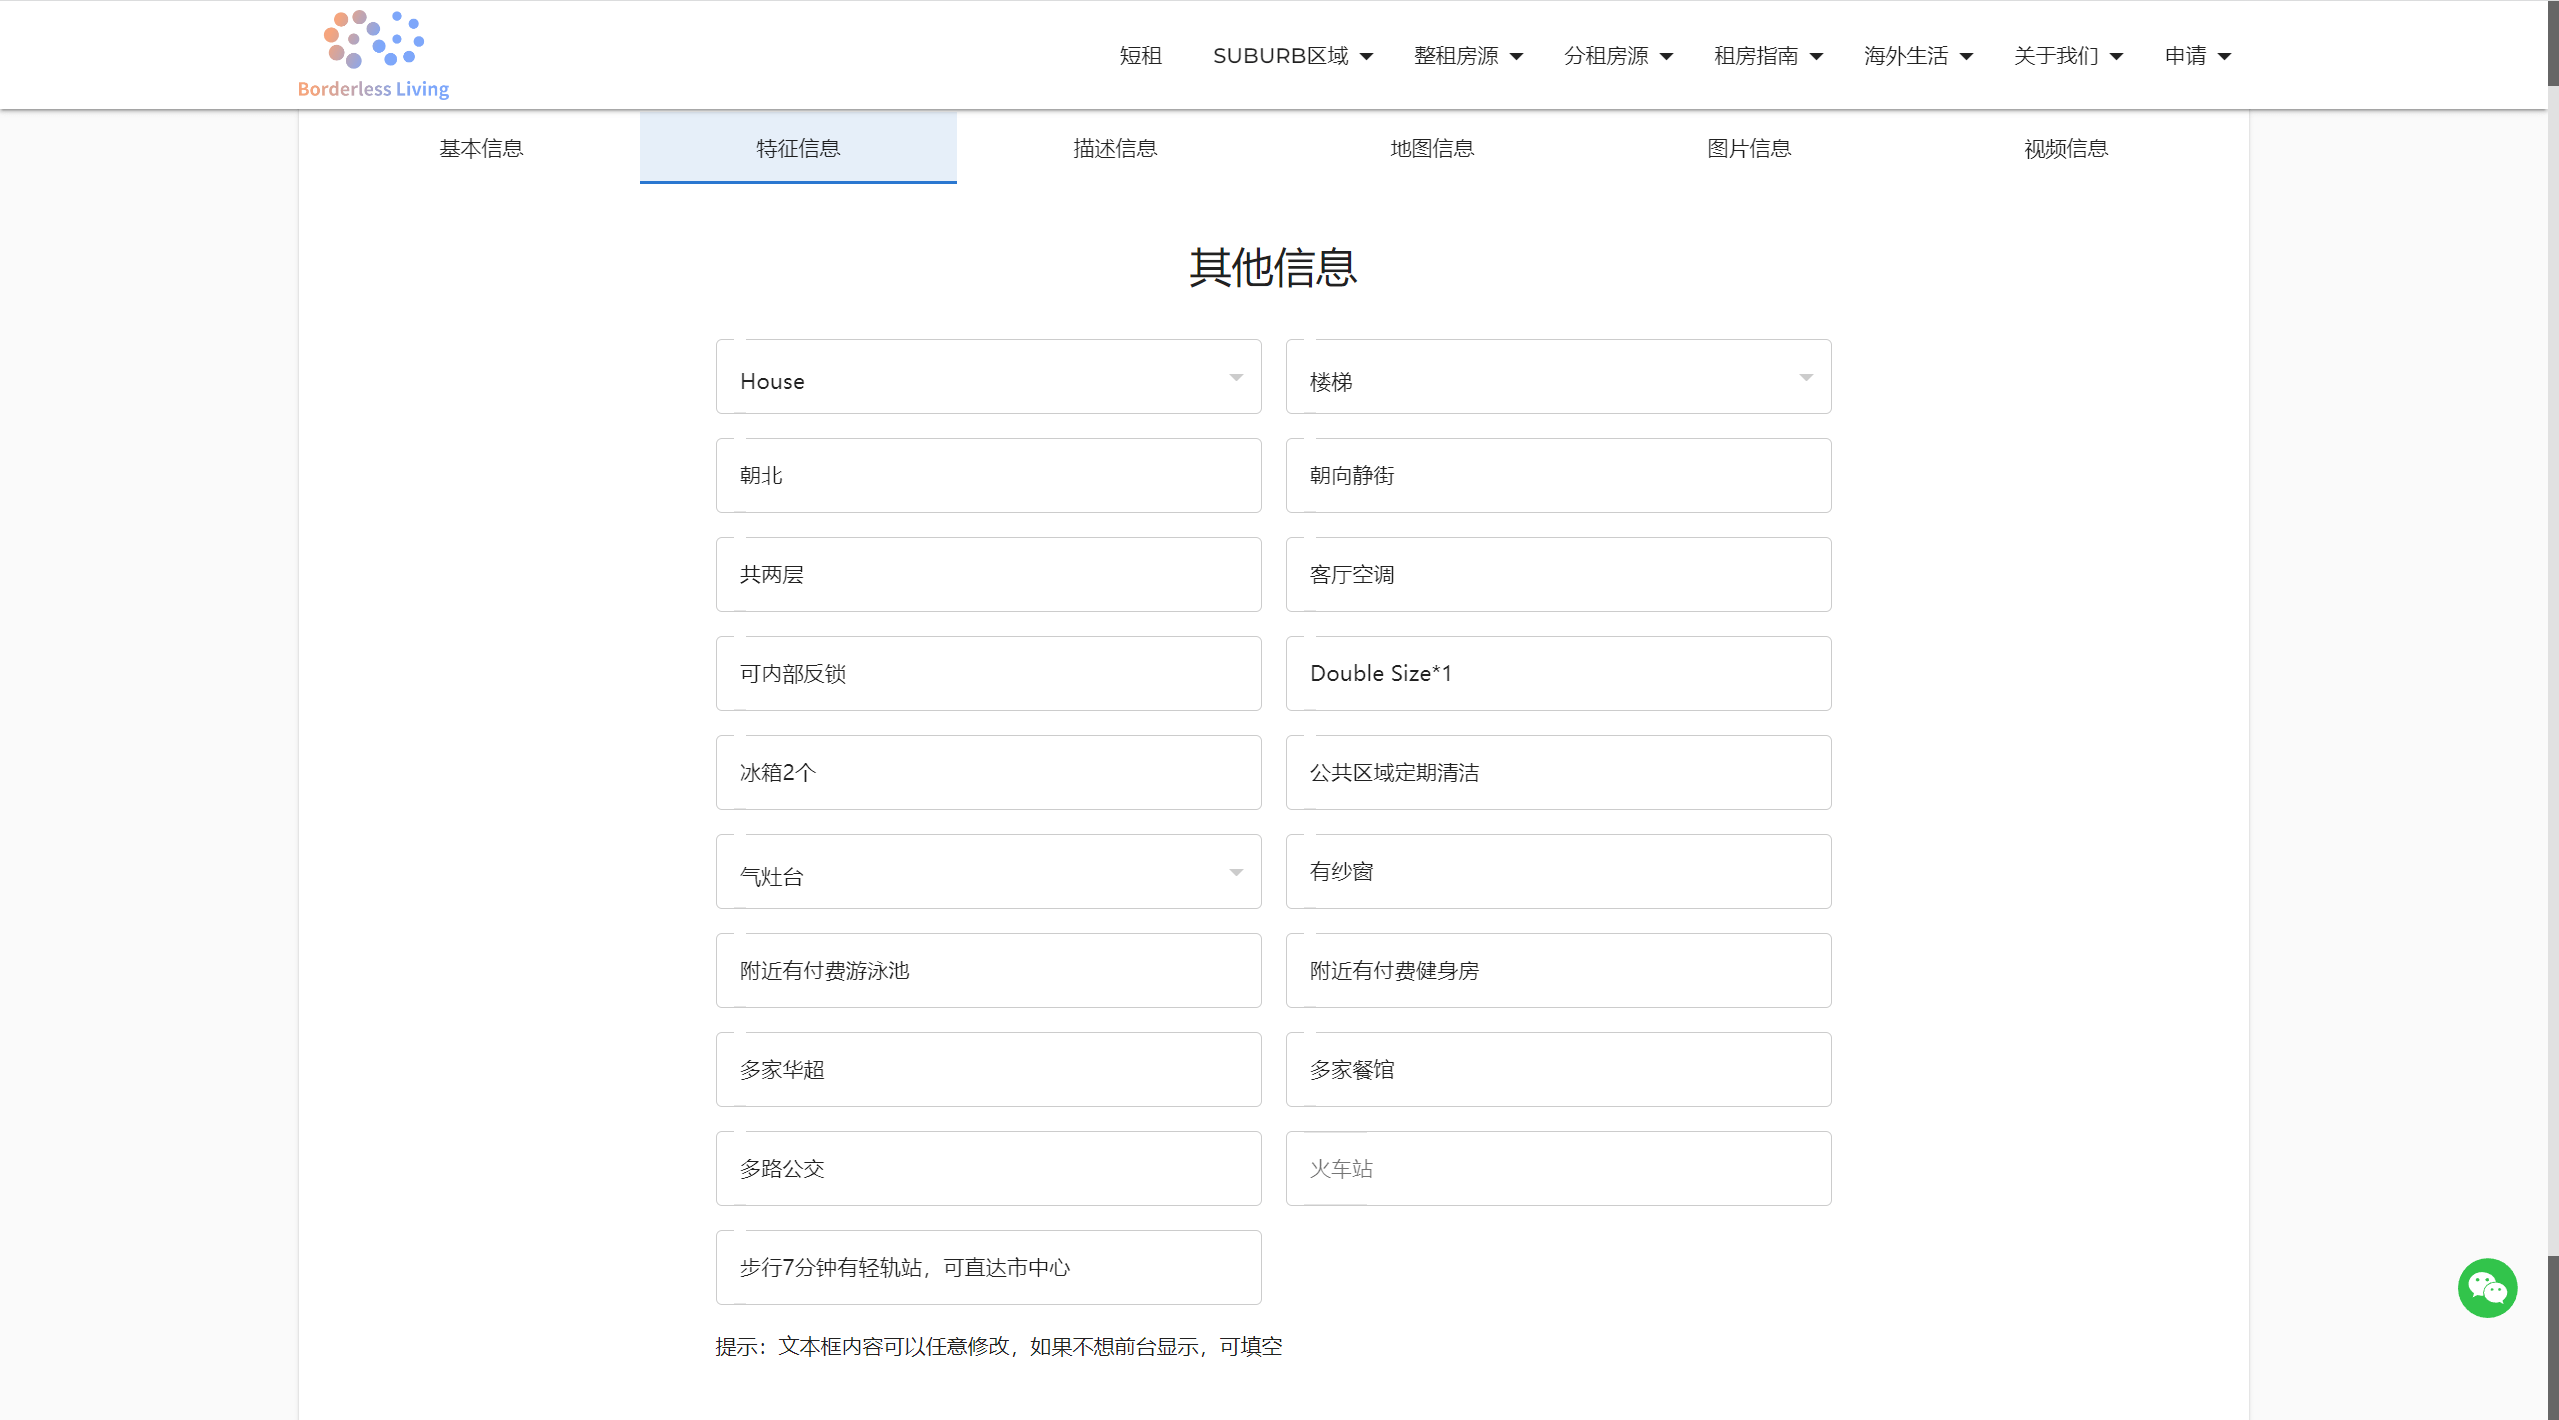 Borderless Living
短租 SUBURB区域 整租房源 分租房源 租房指南 海外生活 关于我们 申请
基本信息 特征信息 描述信息 地图信息 图片信息 视频信息
其他信息
House 楼梯
朝北 朝向静街
共两层 客厅空调
可内部反锁 Double Size*1
冰箱2个 公共区域定期清洁
气灶台 有纱窗
附近有付费游泳池 附近有付费健身房
多家华超 多家餐馆
多路公交 火车站
步行7分钟有轻轨站，可直达市中心
提示：文本框内容可以任意修改，如果不想前台显示，可填空